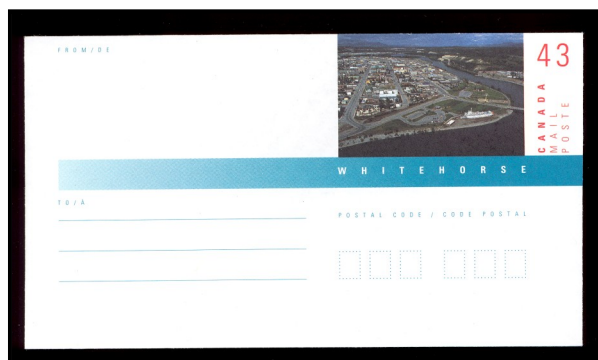 FROM/DE
43
CANADA
MAIL
POSTE
WHITEHORSE
TO/À
POSTAL CODE / CODE POSTAL